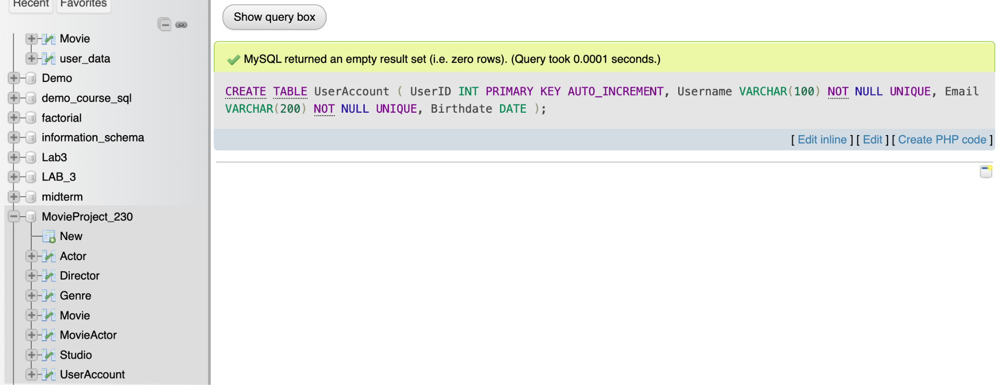 Recent
Favorites
Movie
user_data
Demo
demo_course_sql
factorial
information_schema
Lab3
LAB_3
midterm
MovieProject_230
New
Actor
Director
Genre
Movie
MovieActor
Studio
UserAccount
Show query box
MySQL returned an empty result set (i.e. zero rows). (Query took 0.0001 seconds.)
CREATE TABLE UserAccount ( UserID INT PRIMARY KEY AUTO_INCREMENT, Username VARCHAR(100) NOT NULL UNIQUE, Email
VARCHAR(200) NOT NULL UNIQUE, Birthdate DATE );
[ Edit inline ] [ Edit ] [ Create PHP code ]